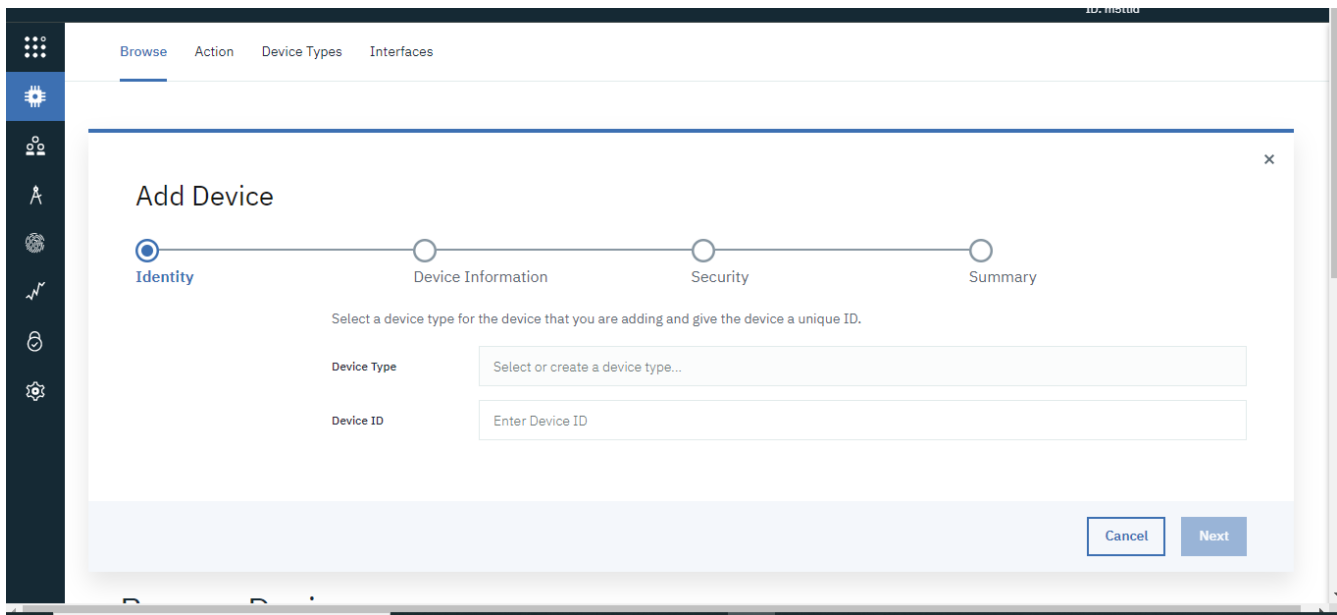 Browse Action Device Types Interfaces
Add Device
Identity Device Information Security Summary
Select a device type for the device that you are adding and give the device a unique ID.
Device Type Select or create a device type...
Device ID Enter Device ID
Cancel Next